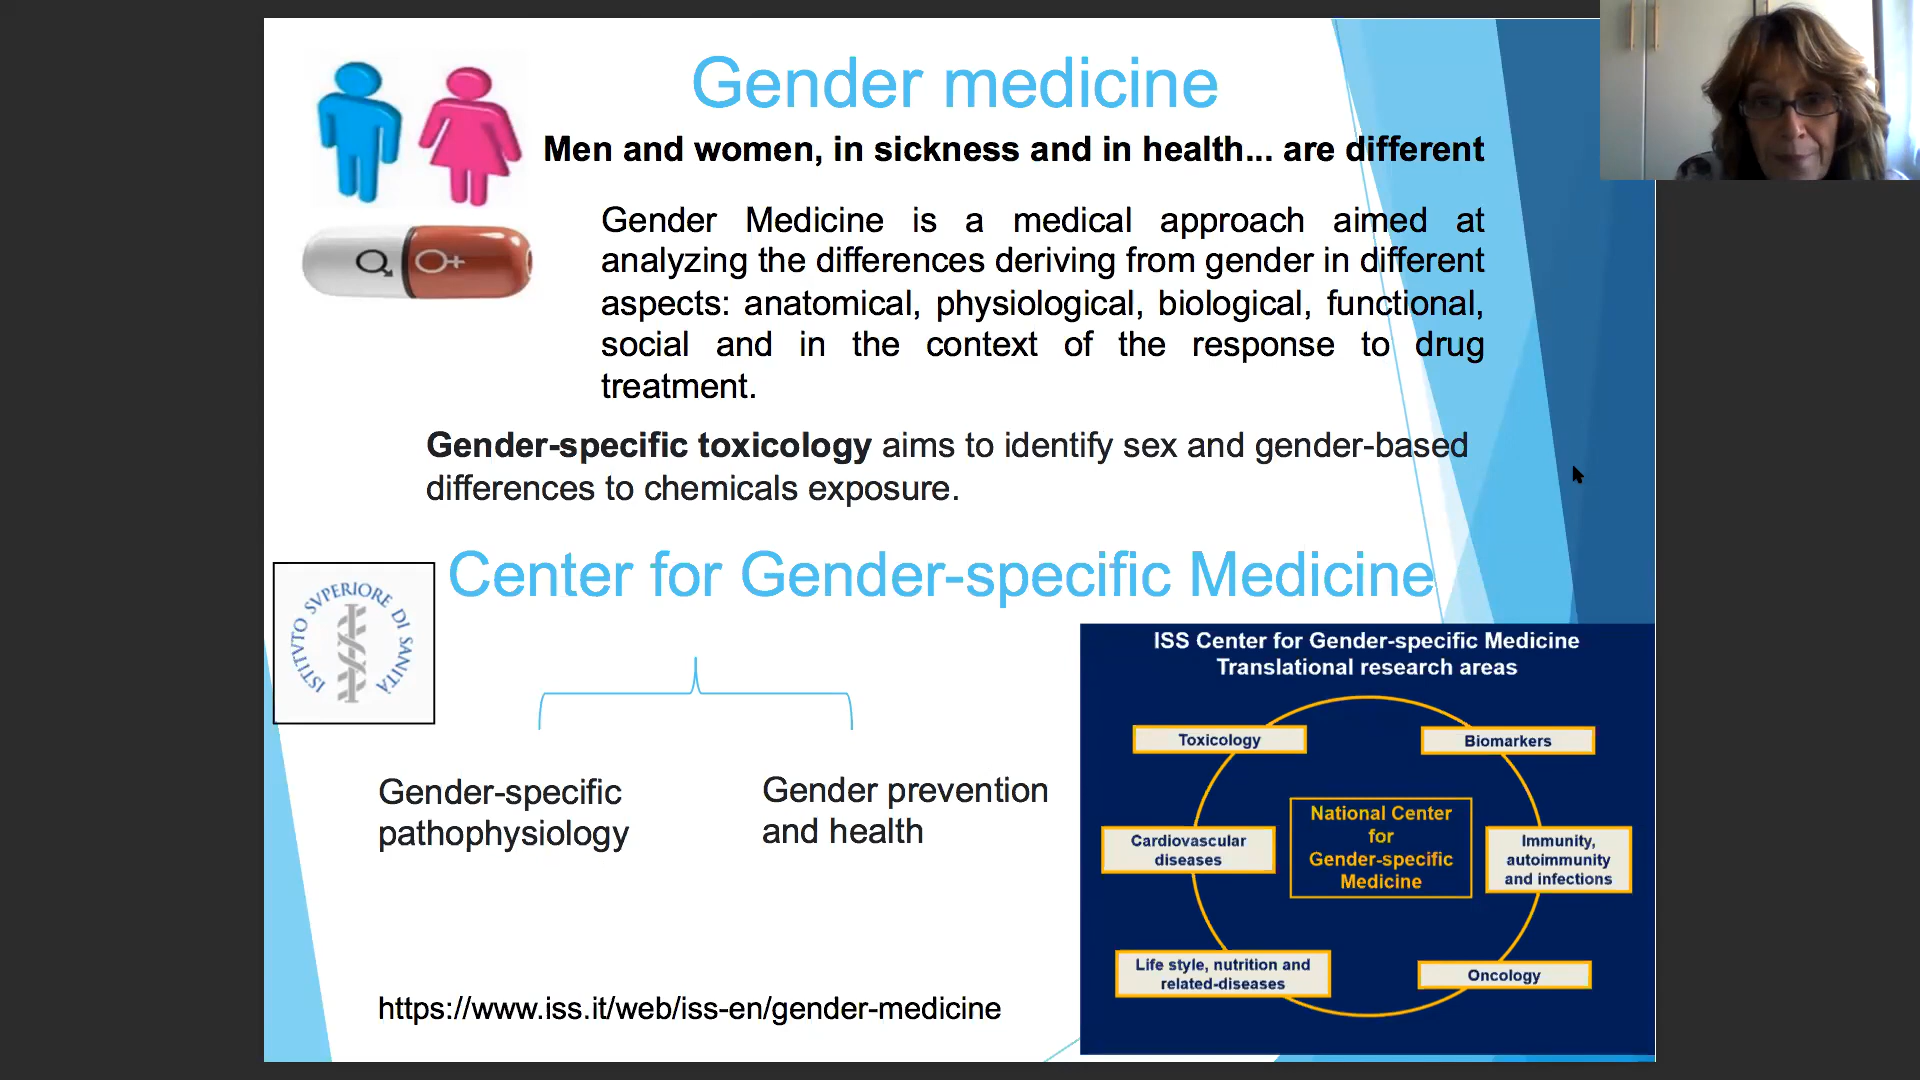 Gender medicine
Men and women, in sickness and in health... are different
Gender Medicine is a medical approach aimed at
analyzing the differences deriving from gender in different
aspects: anatomical, physiological, biological, functional,
social and in the context of the response to drug
treatment.
Gender-specific toxicology aims to identify sex and gender-based
differences to chemicals exposure.
Center for Gender-specific Medicine
ISTITVTO SVPERIORE DI SANITÀ
Gender-specific
pathophysiology
Gender prevention
and health
https://www.iss.it/web/iss-en/gender-medicine
ISS Center for Gender-specific Medicine
Translational research areas
Toxicology
Biomarkers
Cardiovascular
diseases
National Center
for
Gender-specific
Medicine
Immunity,
autoimmunity
and infections
Life style, nutrition and
related-diseases
Oncology